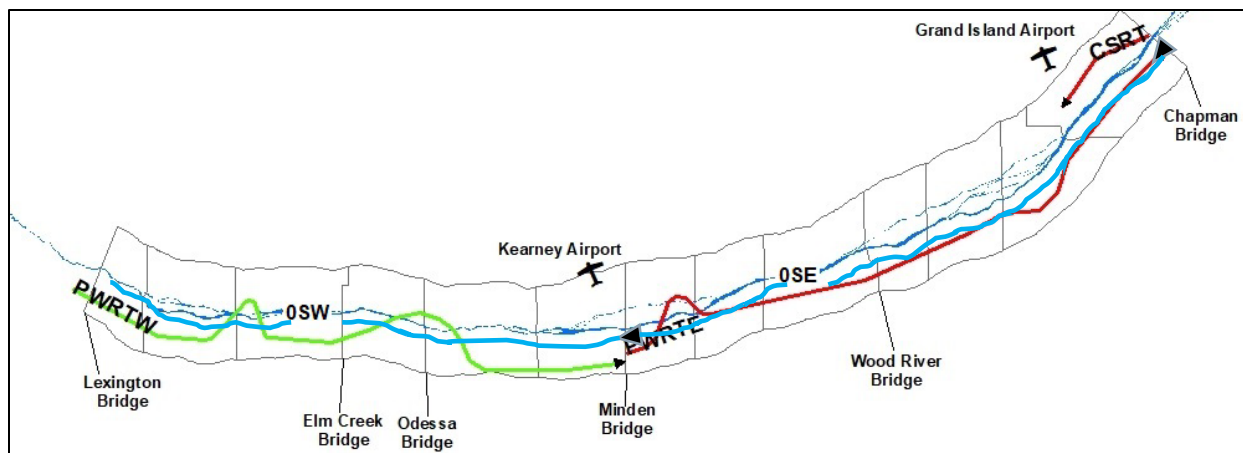 Grand Island Airport
CSRT
Chapman
Bridge
Kearney Airport
0SE
PWRTW
0SW
PWRTE
Lexington
Bridge
Elm Creek
Bridge
Odessa
Bridge
Minden
Bridge
Wood River
Bridge